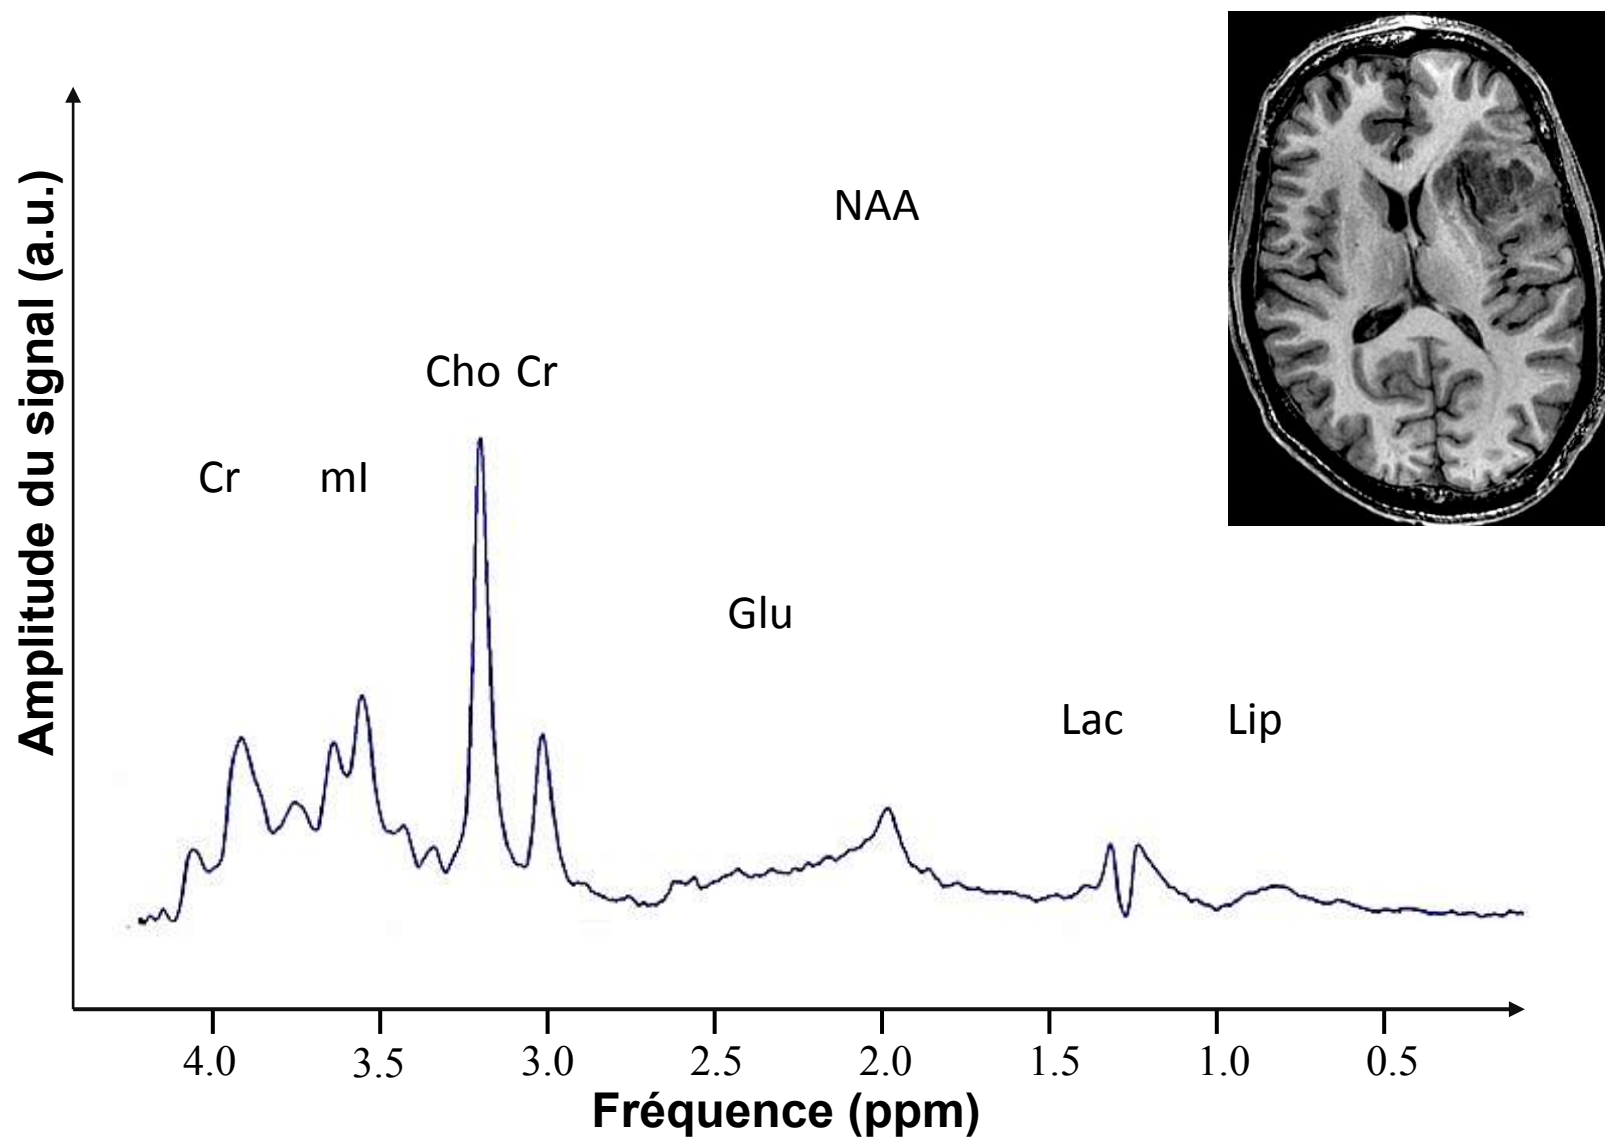 Amplitude du signal (a.u.)
NAA
Cho Cr
Cr mI
Glu
Lac Lip
4.0 3.5 3.0 2.5 2.0 1.5 1.0 0.5
Fréquence (ppm)